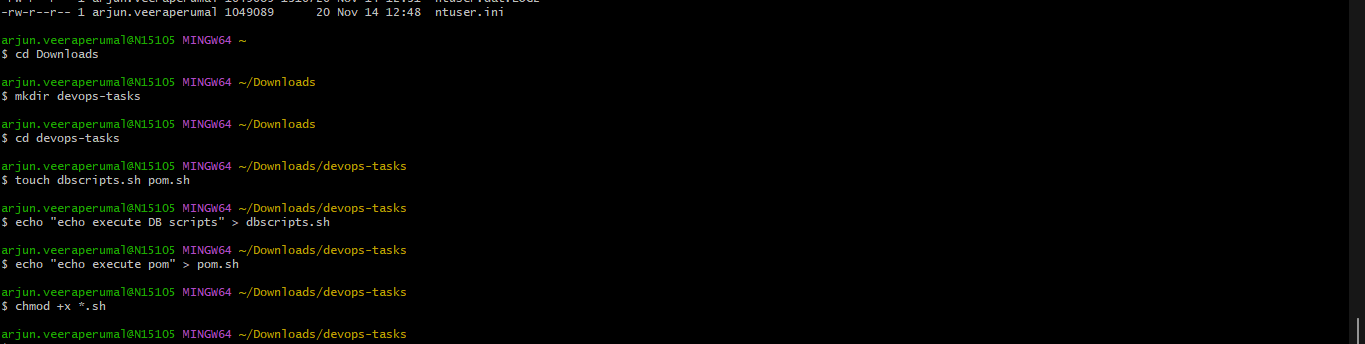 -rw-r--r-- 1 arjun.veeraperumal 1049089      20 Nov 14 12:48  ntuser.ini
arjun.veeraperumal@N15105 MINGW64 ~
$ cd Downloads
arjun.veeraperumal@N15105 MINGW64 ~/Downloads
$ mkdir devops-tasks
arjun.veeraperumal@N15105 MINGW64 ~/Downloads
$ cd devops-tasks
arjun.veeraperumal@N15105 MINGW64 ~/Downloads/devops-tasks
$ touch dbscripts.sh pom.sh
arjun.veeraperumal@N15105 MINGW64 ~/Downloads/devops-tasks
$ echo "echo execute DB scripts" > dbscripts.sh
arjun.veeraperumal@N15105 MINGW64 ~/Downloads/devops-tasks
$ echo "echo execute pom" > pom.sh
arjun.veeraperumal@N15105 MINGW64 ~/Downloads/devops-tasks
$ chmod +x *.sh
arjun.veeraperumal@N15105 MINGW64 ~/Downloads/devops-tasks